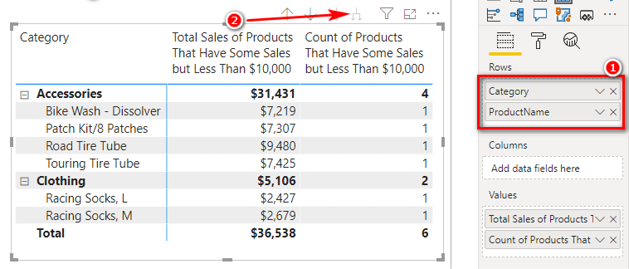 2
Category
Total Sales of Products
That Have Some Sales
but Less Than $10,000
Count of Products
That Have Some Sales
but Less Than $10,000
Accessories $31,431 4
Bike Wash - Dissolver $7,219 1
Patch Kit/8 Patches $7,307 1
Road Tire Tube $9,480 1
Touring Tire Tube $7,425 1
Clothing $5,106 2
Racing Socks, L $2,427 1
Racing Socks, M $2,679 1
Total $36,538 6
Rows
1
Category
ProductName
Columns
Add data fields here
Values
Total Sales of Products T
Count of Products That